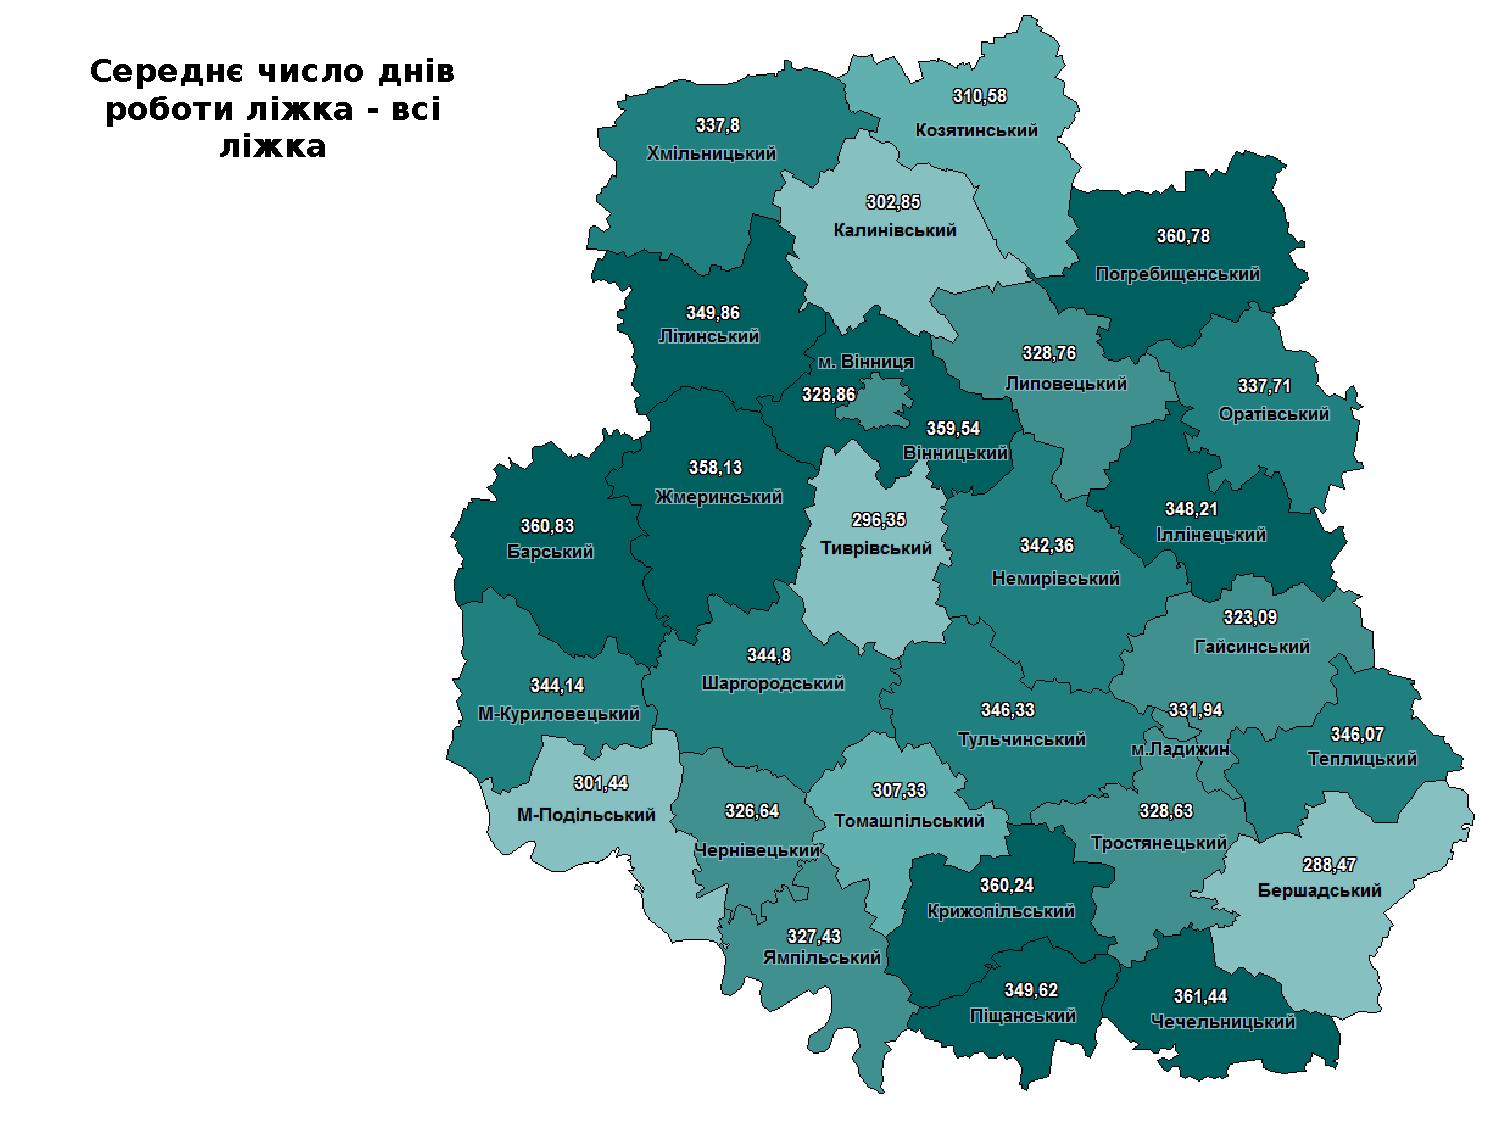 Середнє число днів
роботи ліжка - всі
ліжка
310,58
Козятинський
337,8
Хмільницький
302,85
Калинівський
360,78
Погребищенський
349,86
Літинський
м. Вінниця
328,86
359,54
Вінницький
328,76
Липовецький
337,71
Оратівський
358,13
Жмеринський
360,83
Барський
296,35
Тиврівський
342,36
Немирівський
348,21
Іллінецький
323,09
Гайсинський
344,8
Шаргородський
344,14
М-Куриловецький
346,33
Тульчинський
331,94
м.Ладижин
346,07
Теплицький
301,44
М-Подільський
326,64
Чернівецький
307,33
Томашпільський
328,63
Тростянецький
288,47
Бершадський
360,24
Крижопільський
327,43
Ямпільський
349,62
Піщанський
361,44
Чечельницький